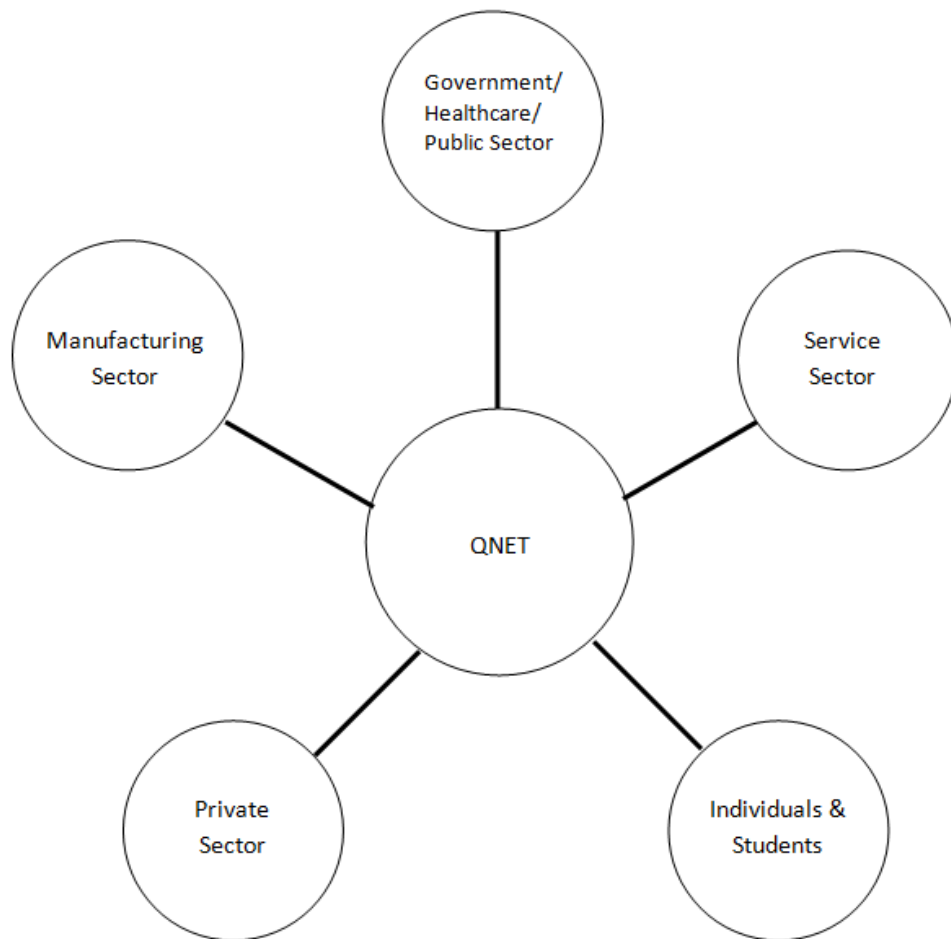 Government/
Healthcare/
Public Sector
Manufacturing
Sector
Service
Sector
QNET
Private
Sector
Individuals &
Students